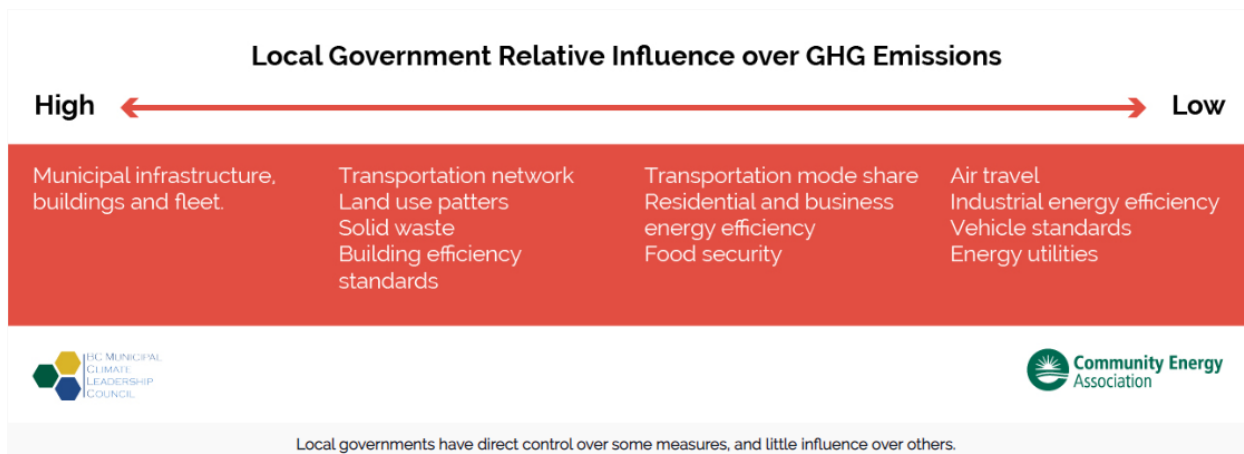 Local Government Relative Influence over GHG Emissions
High
Low
Municipal infrastructure,
buildings and fleet.
Transportation network
Land use patters
Solid waste
Building efficiency
standards
Transportation mode share
Residential and business
energy efficiency
Food security
Air travel
Industrial energy efficiency
Vehicle standards
Energy utilities
BC MUNICIPAL
CLIMATE
LEADERSHIP
COUNCIL
Community Energy
Association
Local governments have direct control over some measures, and little influence over others.